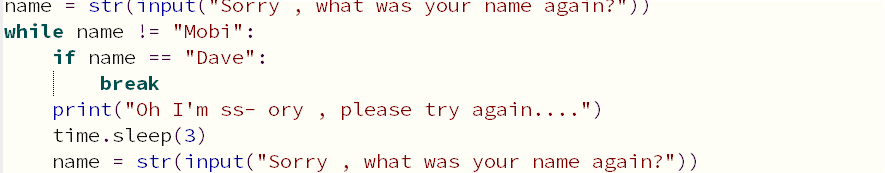 name = str(input("Sorry , what was your name again?"))
while name != "Mobi":
    if name == "Dave":
        break
    print("Oh I'm ss- ory , please try again....")
    time.sleep(3)
    name = str(input("Sorry , what was your name again?"))